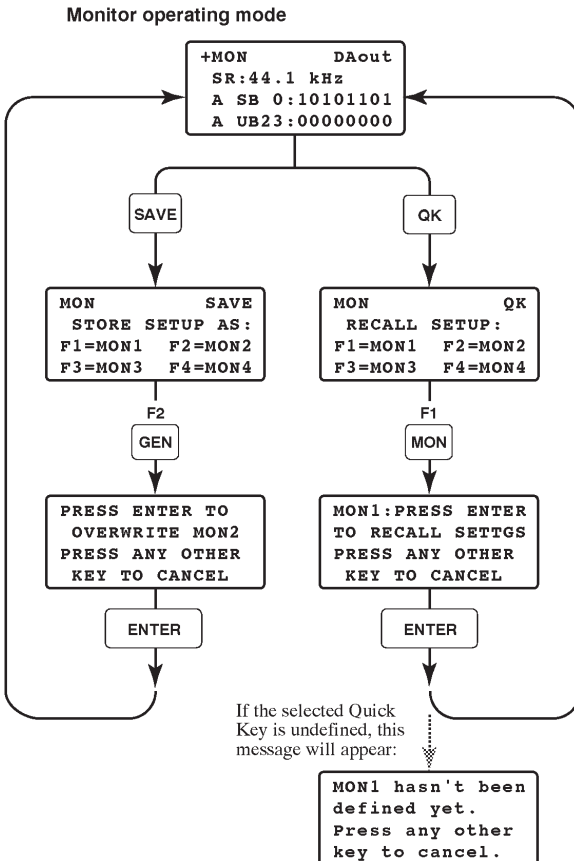 Monitor operating mode
+MON DAout
SR:44.1 kHz
A SB 0:10101101
A UB23:00000000
SAVE
QK
MON SAVE
STORE SETUP AS:
F1=MON1 F2=MON2
F3=MON3 F4=MON4
MON QK
RECALL SETUP:
F1=MON1 F2=MON2
F3=MON3 F4=MON4
F2
GEN
F1
MON
PRESS ENTER TO
OVERWRITE MON2
PRESS ANY OTHER
KEY TO CANCEL
MON1:PRESS ENTER
TO RECALL SETTGS
PRESS ANY OTHER
KEY TO CANCEL
ENTER
ENTER
If the selected Quick
Key is undefined, this
message will appear:
MON1 hasn't been
defined yet.
Press any other
key to cancel.